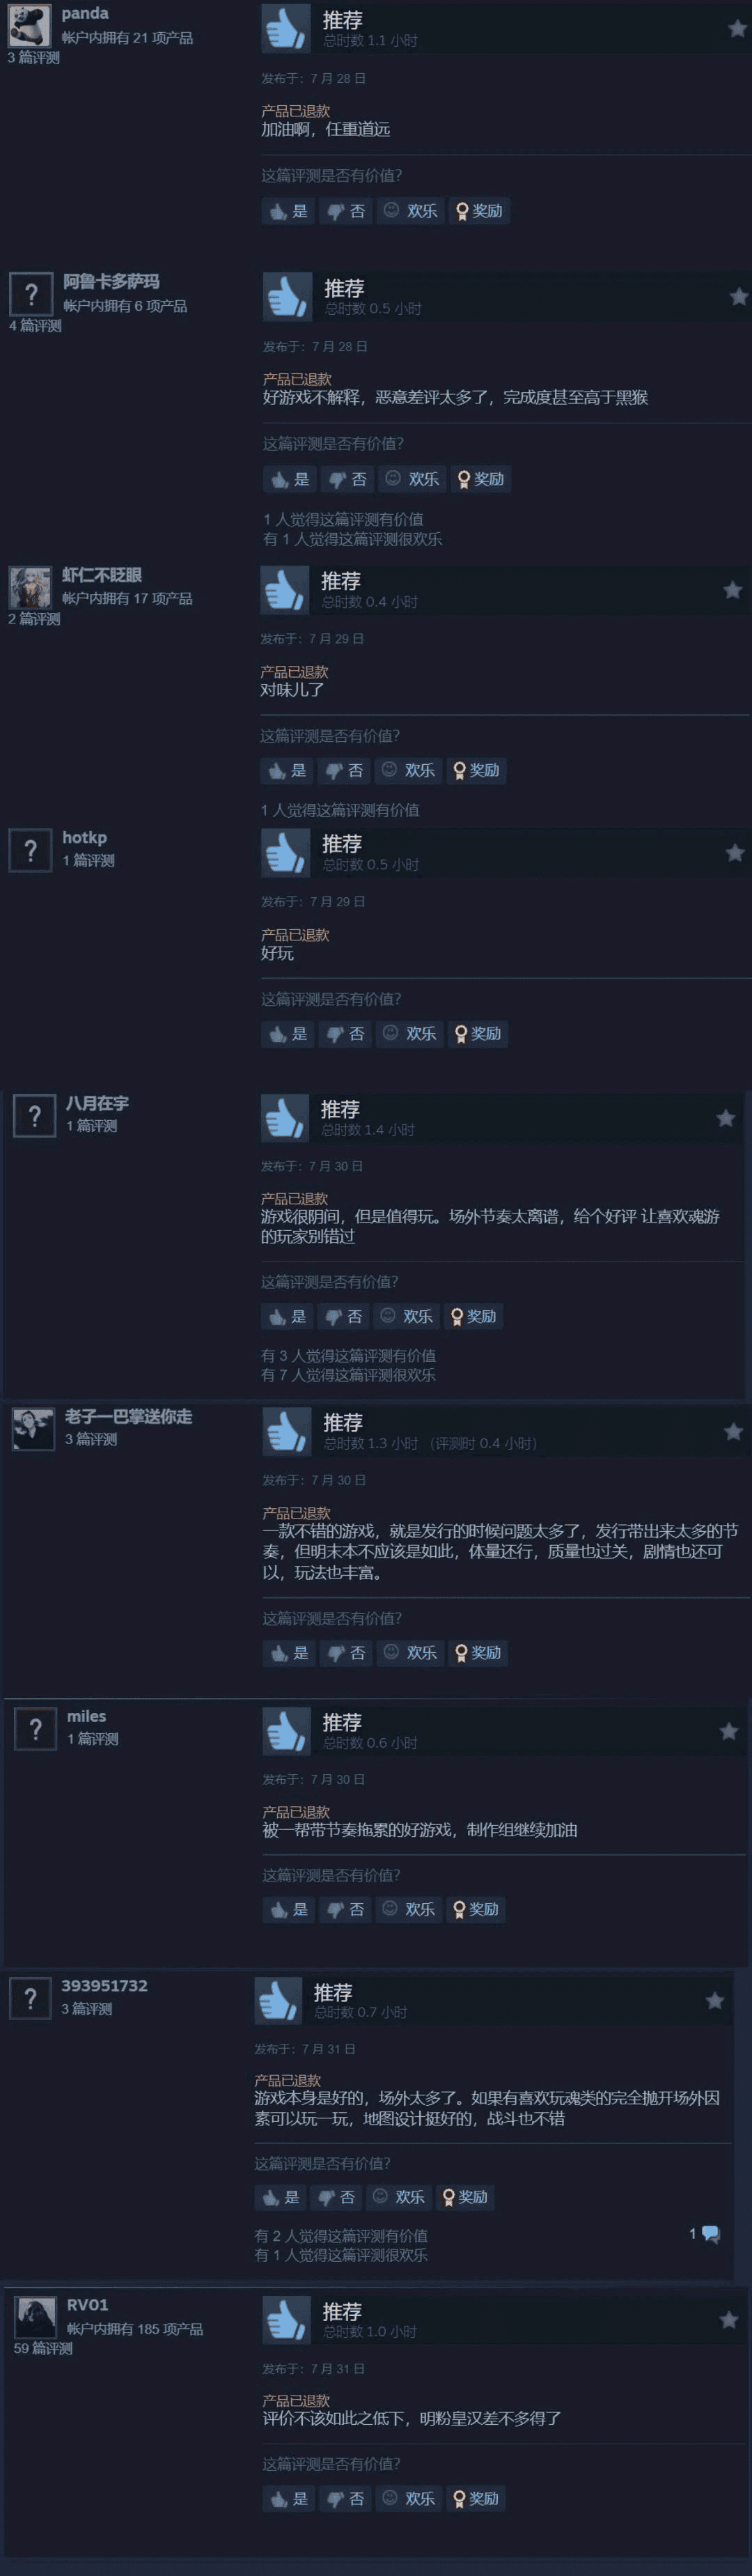 panda
帐户内拥有 21 项产品
3 篇评测
推荐
总时数 1.1 小时
发布于：7 月 28 日
产品已退款
加油啊，任重道远
这篇评测是否有价值？
是 否 欢乐 奖励
阿鲁卡多萨玛
帐户内拥有 6 项产品
4 篇评测
推荐
总时数 0.5 小时
发布于：7 月 28 日
产品已退款
好游戏不解释，恶意差评太多了，完成度甚至高于黑猴
这篇评测是否有价值？
是 否 欢乐 奖励
1 人觉得这篇评测有价值
有 1 人觉得这篇评测很欢乐
虾仁不眨眼
帐户内拥有 17 项产品
2 篇评测
推荐
总时数 0.4 小时
发布于：7 月 29 日
产品已退款
对味儿了
这篇评测是否有价值？
是 否 欢乐 奖励
1 人觉得这篇评测有价值
hotkp
1 篇评测
推荐
总时数 0.5 小时
发布于：7 月 29 日
产品已退款
好玩
这篇评测是否有价值？
是 否 欢乐 奖励
八月在宇
1 篇评测
推荐
总时数 1.4 小时
发布于：7 月 30 日
产品已退款
游戏很阴间，但是值得玩。场外节奏太离谱，给个好评 让喜欢魂游
的玩家别错过
这篇评测是否有价值？
是 否 欢乐 奖励
有 3 人觉得这篇评测有价值
有 7 人觉得这篇评测很欢乐
老子一巴掌送你走
3 篇评测
推荐
总时数 1.3 小时 （评测时 0.4 小时）
发布于：7 月 30 日
产品已退款
一款不错的游戏，就是发行的时候问题太多了，发行带出来太多的节
奏，但明末本不应该是如此，体量还行，质量也过关，剧情也还可
以，玩法也丰富。
这篇评测是否有价值？
是 否 欢乐 奖励
miles
1 篇评测
推荐
总时数 0.6 小时
发布于：7 月 30 日
产品已退款
被一帮带节奏拖累的好游戏，制作组继续加油
这篇评测是否有价值？
是 否 欢乐 奖励
393951732
3 篇评测
推荐
总时数 0.7 小时
发布于：7 月 31 日
产品已退款
游戏本身是好的，场外太多了。如果有喜欢玩魂类的完全抛开场外因
素可以玩一玩，地图设计挺好的，战斗也不错
这篇评测是否有价值？
是 否 欢乐 奖励
有 2 人觉得这篇评测有价值
1
有 1 人觉得这篇评测很欢乐
RV01
帐户内拥有 185 项产品
59 篇评测
推荐
总时数 1.0 小时
发布于：7 月 31 日
产品已退款
评价不该如此之低下，明粉皇汉差不多得了
这篇评测是否有价值？
是 否 欢乐 奖励